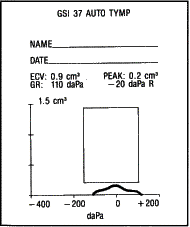 GSI 37 AUTO TYMP
NAME
DATE
ECV: 0.9 cm³ PEAK: 0.2 cm³
GR: 110 daPa −20 daPa R
1.5 cm³
−400 −200 0 +200
daPa